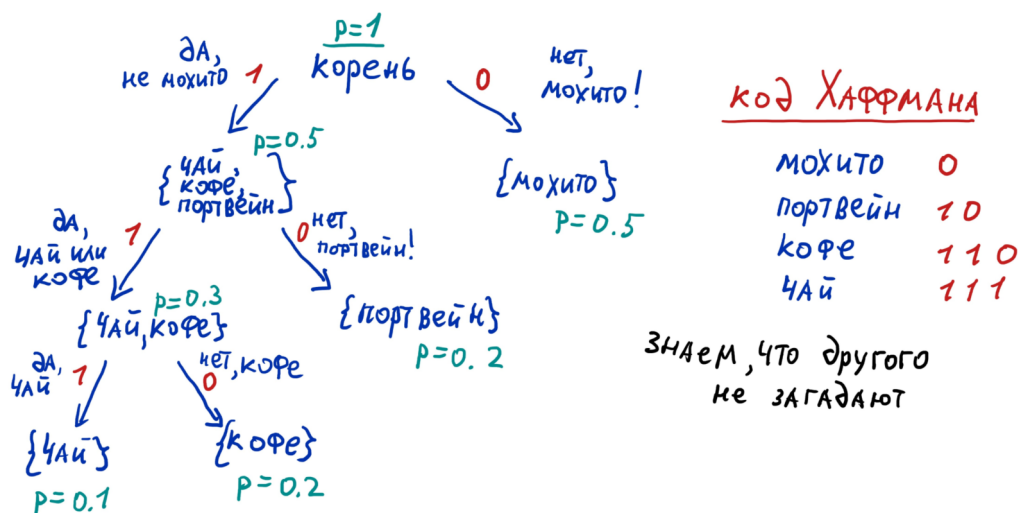 p=1
корень
да,
не мохито
1
0
нет,
мохито!
p=0.5
{чай,
кофе,
портвейн}
{мохито}
p=0.5
да,
чай или
кофе
1
0
нет,
портвейн!
p=0.3
{чай, кофе}
{портвейн}
p=0.2
да,
чай
1
0
нет, кофе
{чай}
p=0.1
{кофе}
p=0.2
код Хаффмана
мохито 0
портвейн 10
кофе 110
чай 111
знаем, что другого
не загадают